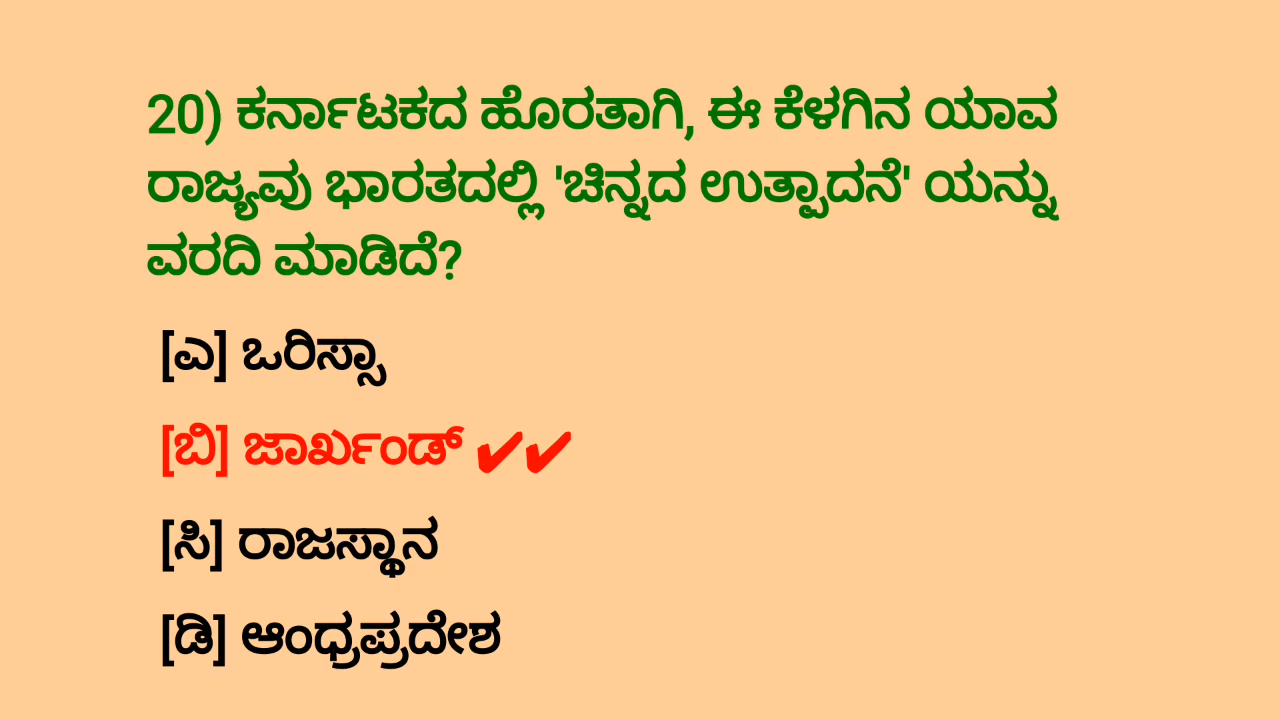 20) ಕರ್ನಾಟಕದ ಹೊರತಾಗಿ, ಈ ಕೆಳಗಿನ ಯಾವ
ರಾಜ್ಯವು ಭಾರತದಲ್ಲಿ 'ಚಿನ್ನದ ಉತ್ಪಾದನೆ' ಯನ್ನು
ವರದಿ ಮಾಡಿದೆ?
[ಎ] ಒರಿಸ್ಸಾ
[ಬಿ] ಜಾರ್ಖಂಡ್ ✔✔
[ಸಿ] ರಾಜಸ್ಥಾನ
[ಡಿ] ಆಂಧ್ರಪ್ರದೇಶ